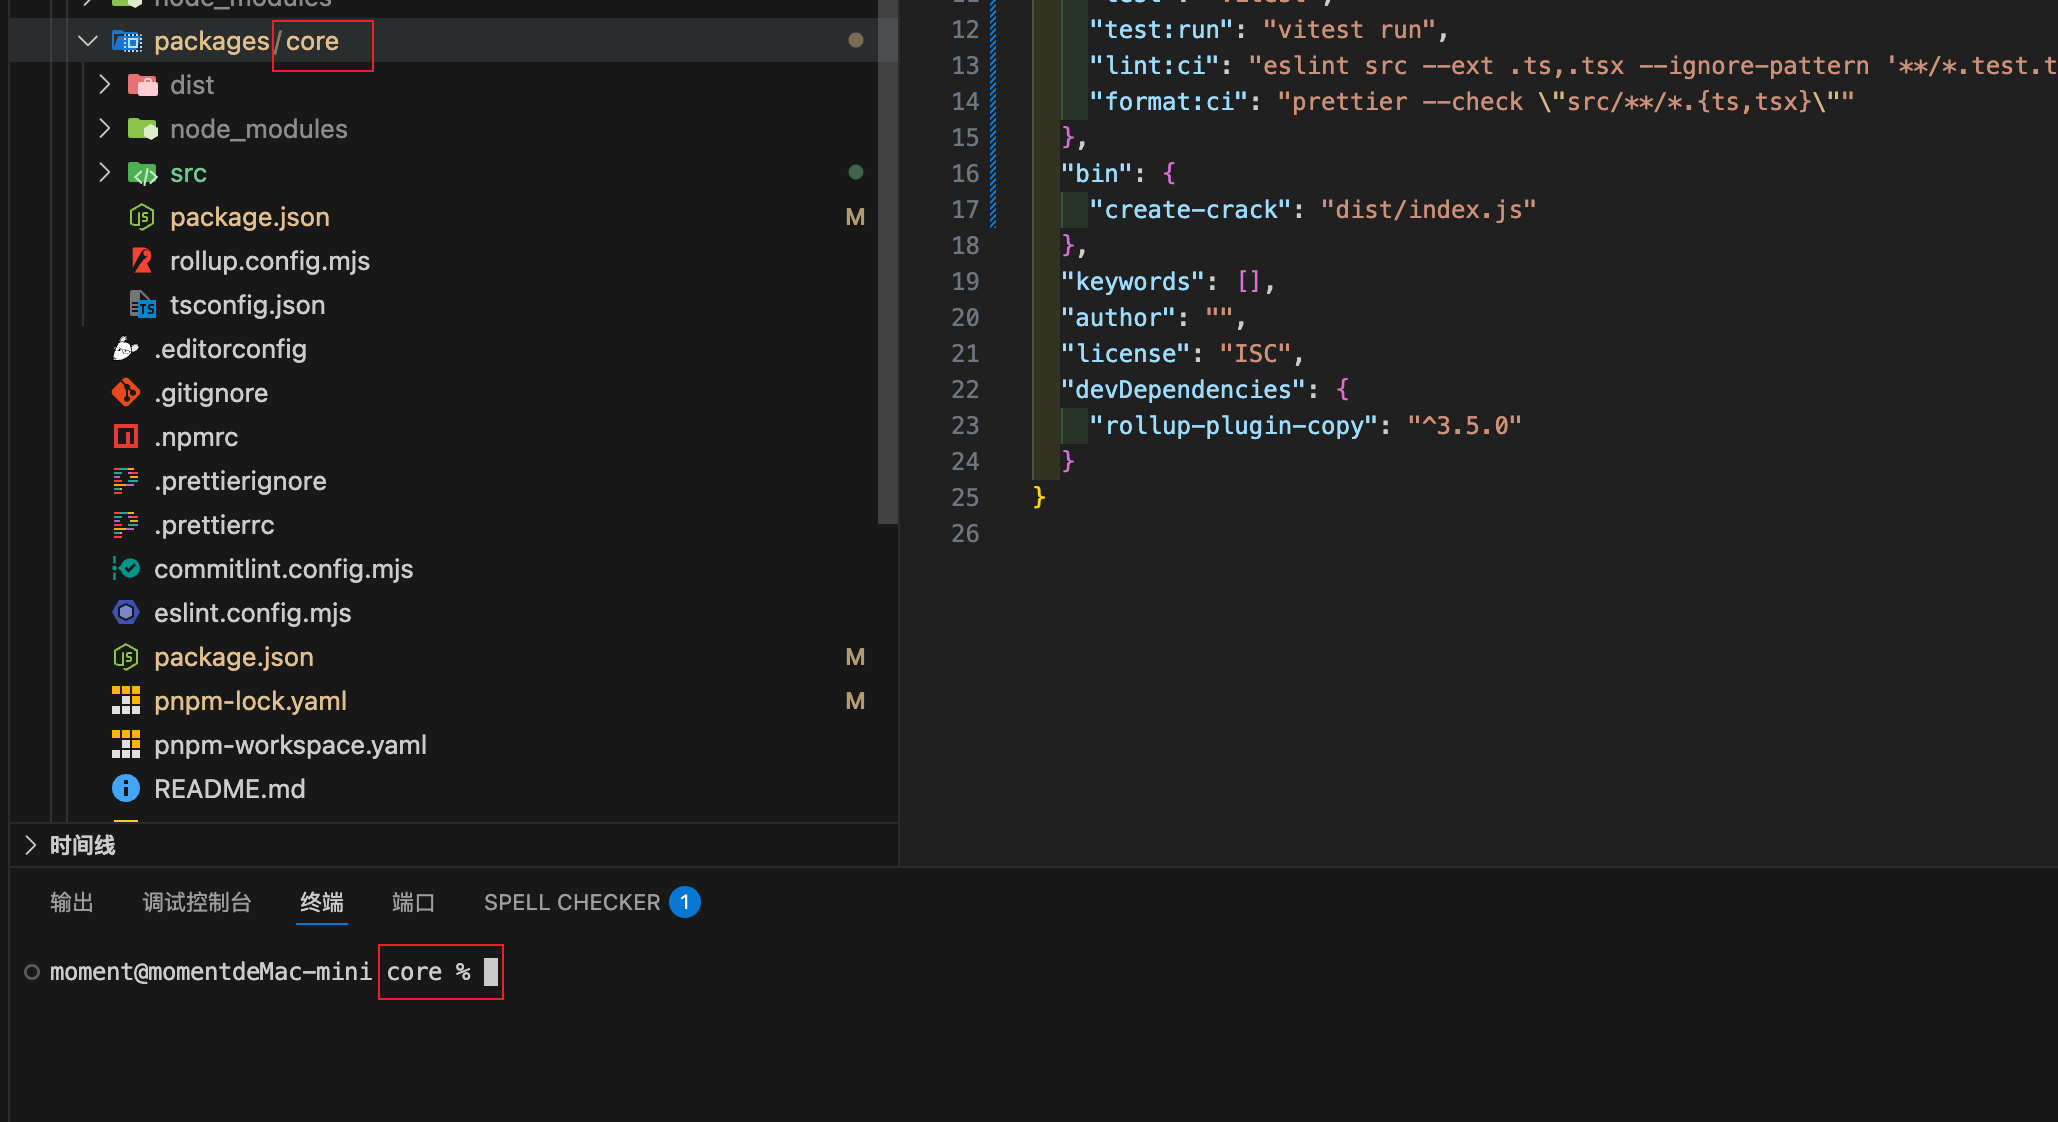 node_modules
packages/core
dist
node_modules
src
package.json M
rollup.config.mjs
tsconfig.json
.editorconfig
.gitignore
.npmrc
.prettierignore
.prettierrc
commitlint.config.mjs
eslint.config.mjs
package.json M
pnpm-lock.yaml M
pnpm-workspace.yaml
README.md
时间线
11 "test": "vitest",
12 "test:run": "vitest run",
13 "lint:ci": "eslint src --ext .ts,.tsx --ignore-pattern '**/*.test.t
14 "format:ci": "prettier --check \"src/**/*.{ts,tsx}\""
15 },
16 "bin": {
17 "create-crack": "dist/index.js"
18 },
19 "keywords": [],
20 "author": "",
21 "license": "ISC",
22 "devDependencies": {
23 "rollup-plugin-copy": "^3.5.0"
24 }
25 }
26
输出 调试控制台 终端 端口 SPELL CHECKER 1
moment@momentdeMac-mini core %